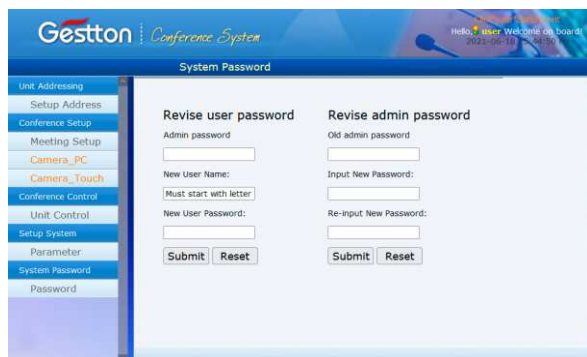 Gestton Conference System
Hello, user Welcome on board!
System Password
Unit Addressing
Setup Address
Conference Setup
Meeting Setup
Camera_PC
Camera_Touch
Conference Control
Unit Control
Setup System
Parameter
System Password
Password
Revise user password
Admin password
New User Name:
Must start with letter
New User Password:
Submit Reset
Revise admin password
Old admin password
Input New Password:
Re-input New Password:
Submit Reset